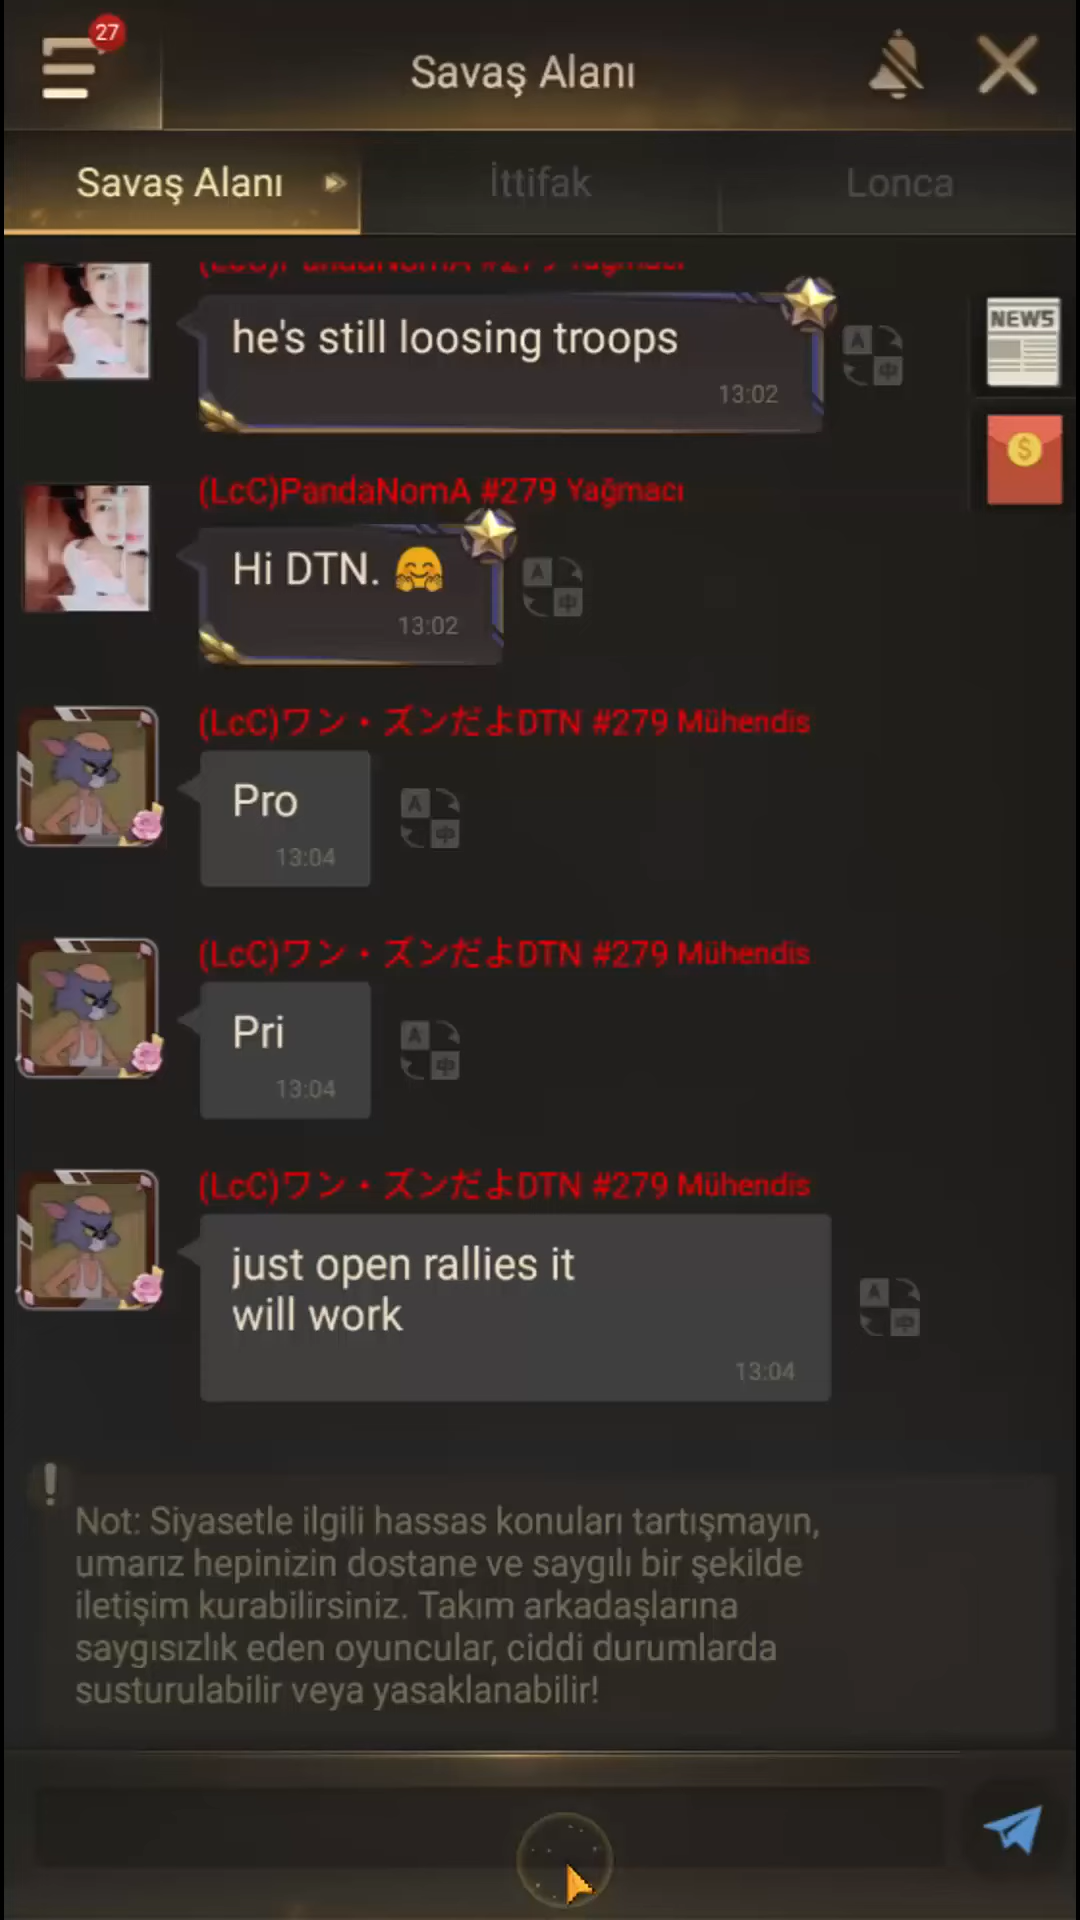 27
Savaş Alanı
Savaş Alanı
İttifak
Lonca
(LcC)PandaNomA #279 Yağmacı
he's still loosing troops
13:02
NEWS
(LcC)PandaNomA #279 Yağmacı
Hi DTN. 🤗
13:02
(LcC)ワン・ズンだよDTN #279 Mühendis
Pro
13:04
(LcC)ワン・ズンだよDTN #279 Mühendis
Pri
13:04
(LcC)ワン・ズンだよDTN #279 Mühendis
just open rallies it
will work
13:04
Not: Siyasetle ilgili hassas konuları tartışmayın,
umarız hepinizin dostane ve saygılı bir şekilde
iletişim kurabilirsiniz. Takım arkadaşlarına
saygısızlık eden oyuncular, ciddi durumlarda
susturulabilir veya yasaklanabilir!